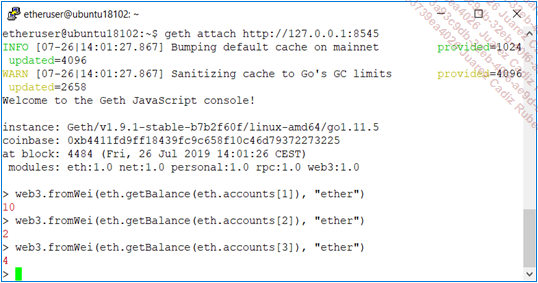 etheruser@ubuntu18102: ~
etheruser@ubuntu18102:~$ geth attach http://127.0.0.1:8545
INFO [07-26|14:01:27.867] Bumping default cache on mainnet provided=1024
updated=4096
WARN [07-26|14:01:27.867] Sanitizing cache to Go's GC limits provided=4096
updated=2658
Welcome to the Geth JavaScript console!
instance: Geth/v1.9.1-stable-b7b2f60f/linux-amd64/go1.11.5
coinbase: 0xb4411fd9ff18439fc9c658f10c46d79372273225
at block: 4484 (Fri, 26 Jul 2019 14:01:26 CEST)
modules: eth:1.0 net:1.0 personal:1.0 rpc:1.0 web3:1.0
> web3.fromWei(eth.getBalance(eth.accounts[1]), "ether")
10
> web3.fromWei(eth.getBalance(eth.accounts[2]), "ether")
2
> web3.fromWei(eth.getBalance(eth.accounts[3]), "ether")
4
>